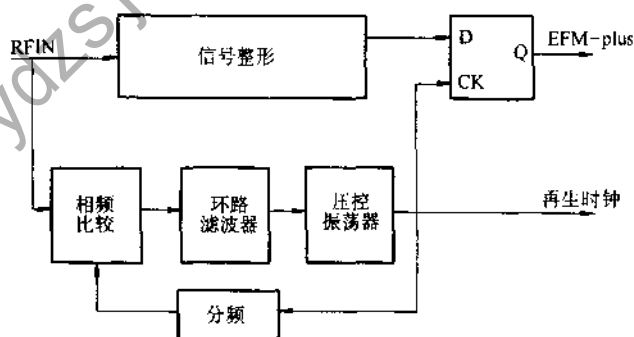 RFIN
信号整形
D
Q
CK
EFM-plus
相频
比较
环路
滤波器
压控
振荡器
再生时钟
分频
ydzsj